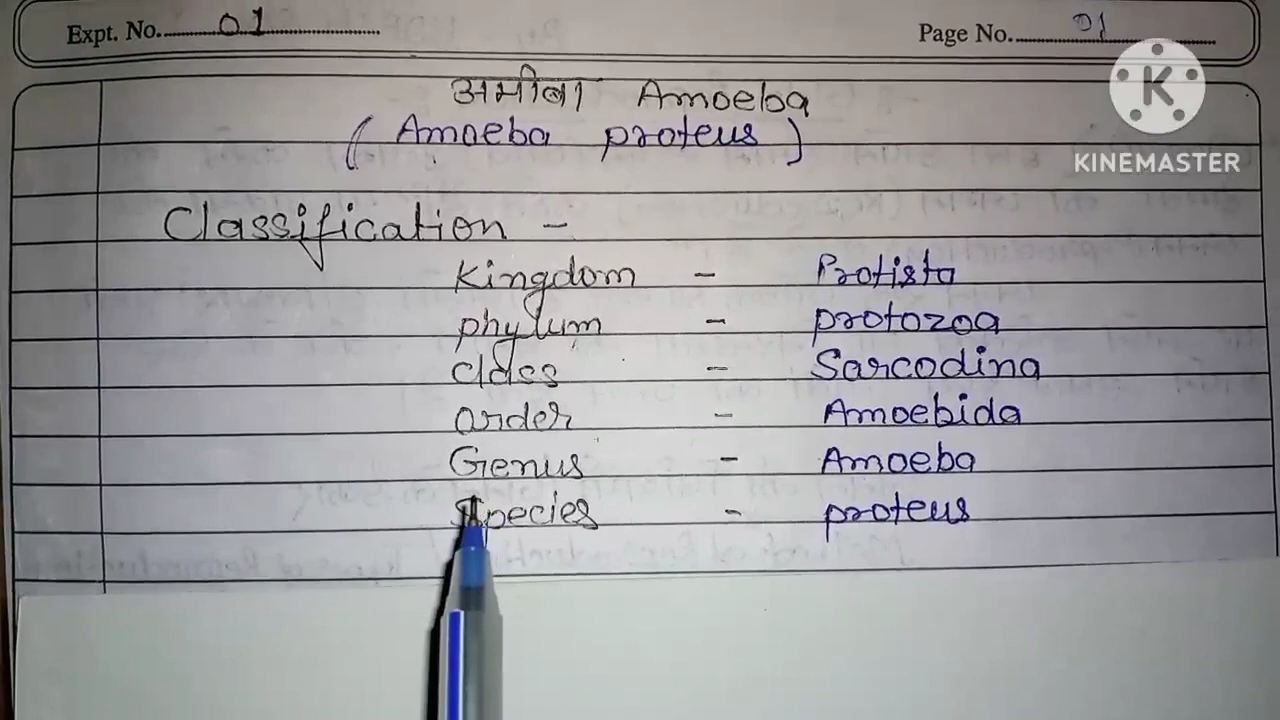 Expt. No. 01 Page No. 01
अमीबा Amoeba
(Amoeba proteus)
Classification -
Kingdom - Protista
phylum - protozoa
class - Sarcodina
order - Amoebida
Genus - Amoeba
Species - proteus
K
KINEMASTER